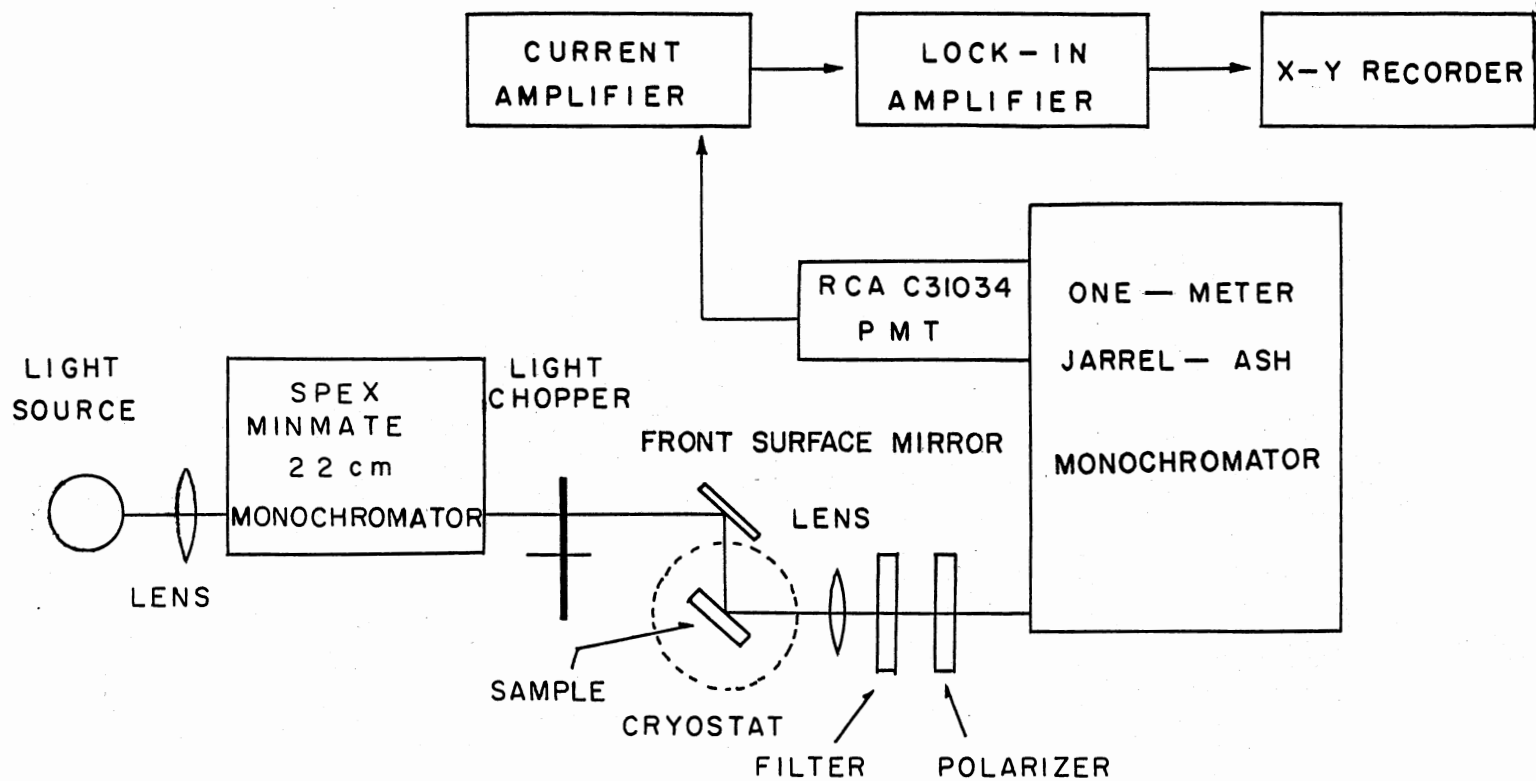 CURRENT
AMPLIFIER
LOCK-IN
AMPLIFIER
X-Y RECORDER
RCA C31034
PMT
ONE-METER
JARREL-ASH
MONOCHROMATOR
LIGHT
SOURCE
LENS
SPEX
MINMATE
22 cm
MONOCHROMATOR
LIGHT
CHOPPER
FRONT SURFACE MIRROR
LENS
SAMPLE
CRYOSTAT
FILTER
POLARIZER